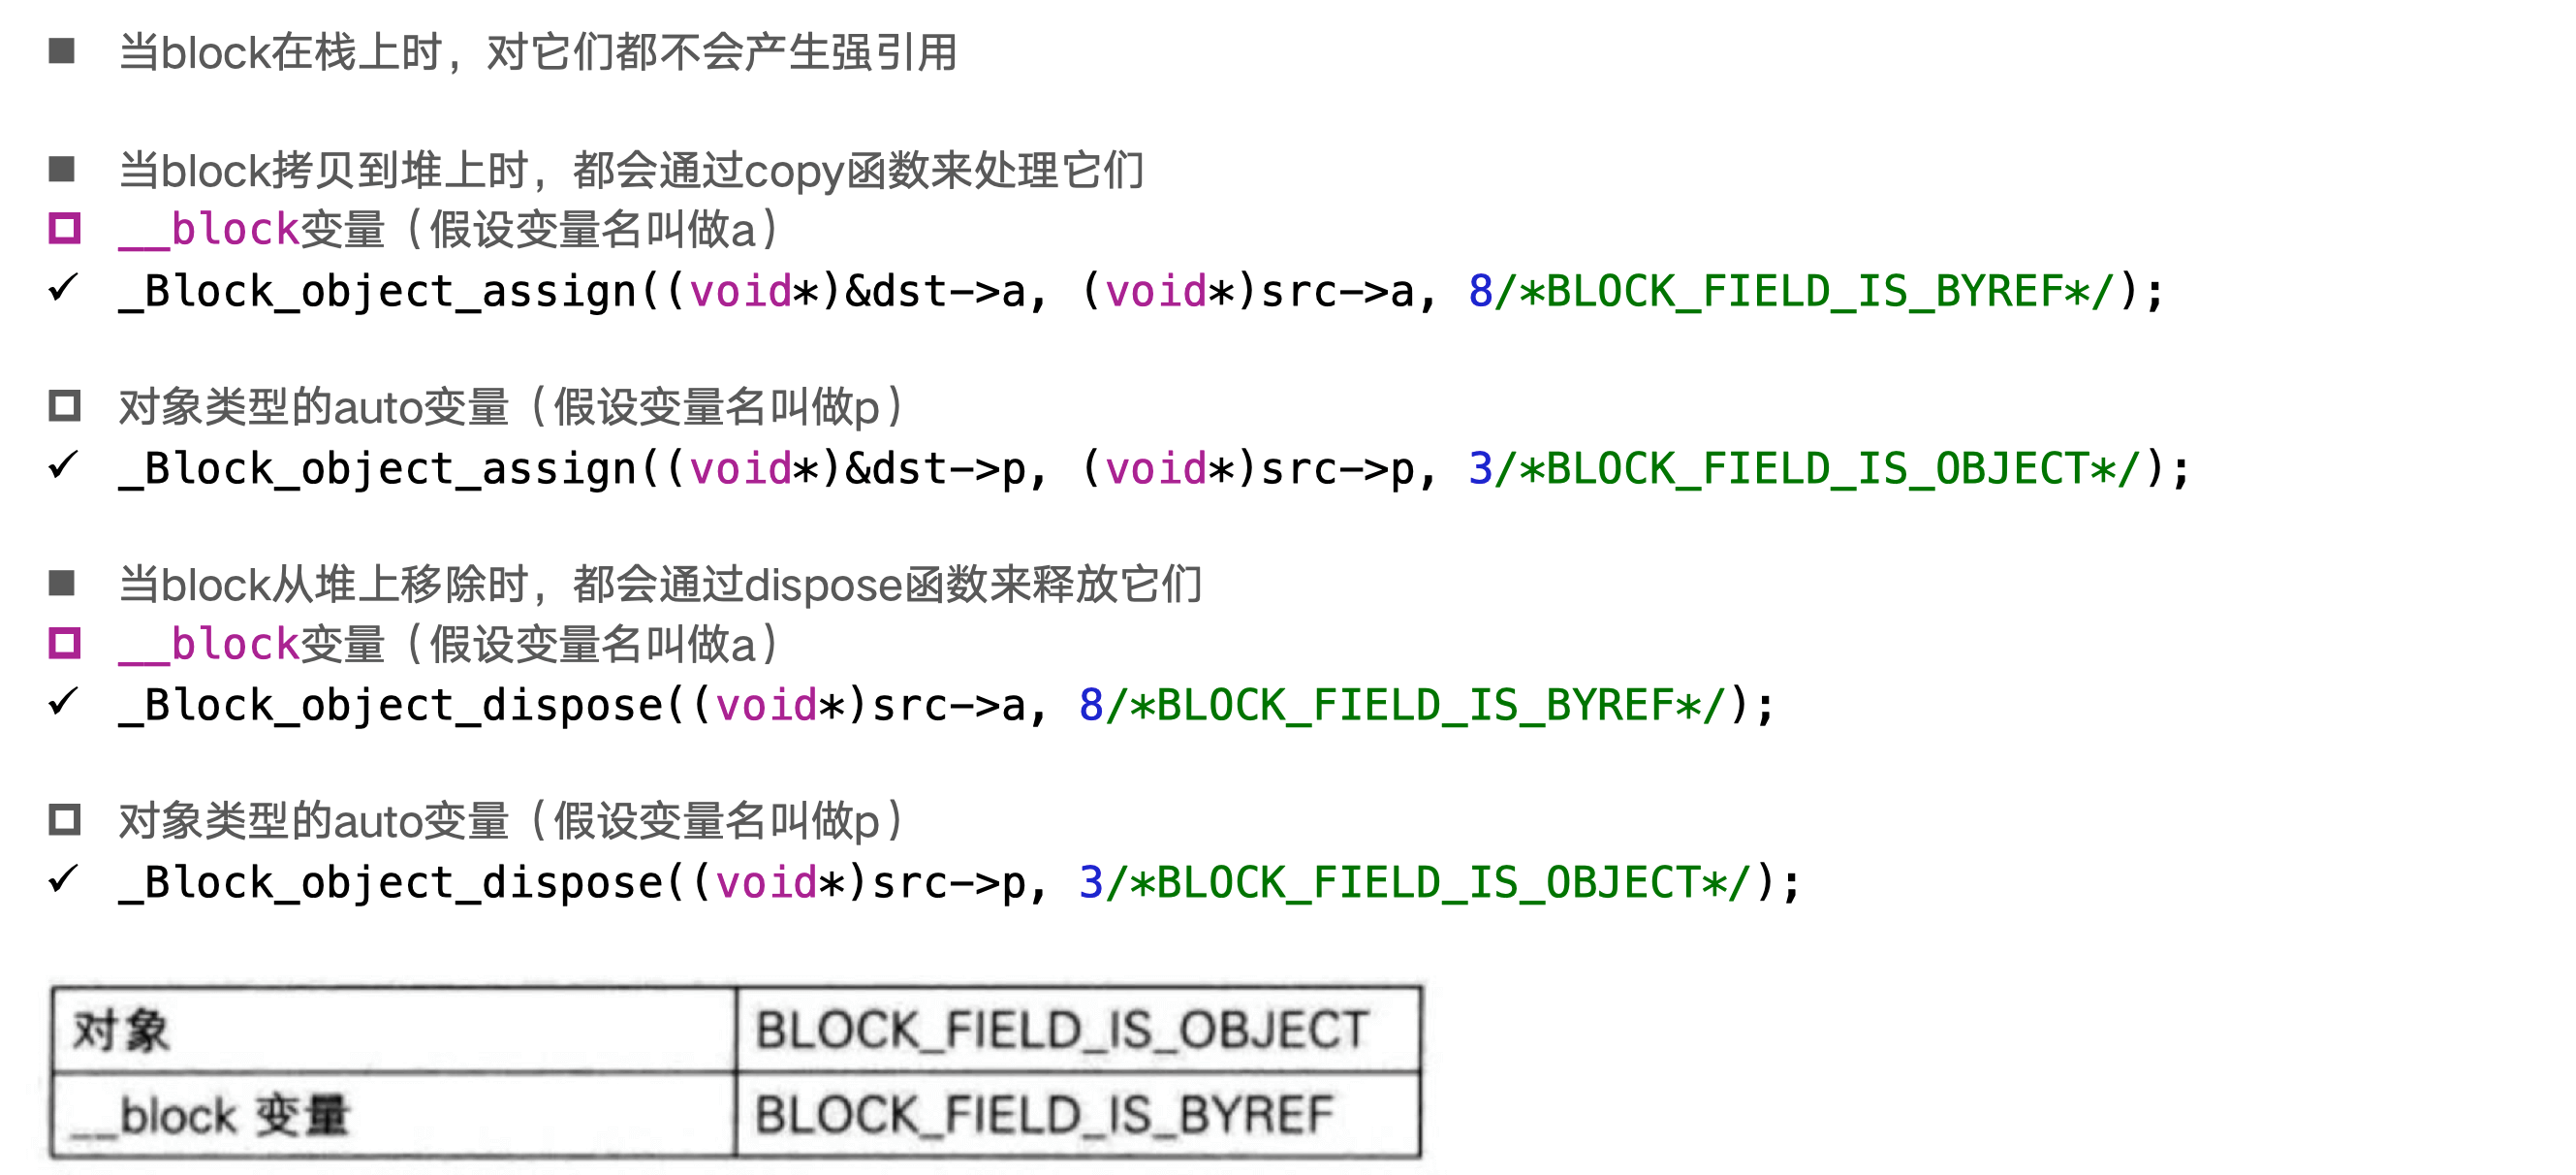 ■ 当block在栈上时，对它们都不会产生强引用
■ 当block拷贝到堆上时，都会通过copy函数来处理它们
□ __block变量（假设变量名叫做a）
✓ _Block_object_assign((void*)&dst->a, (void*)src->a, 8/*BLOCK_FIELD_IS_BYREF*/);
□ 对象类型的auto变量（假设变量名叫做p）
✓ _Block_object_assign((void*)&dst->p, (void*)src->p, 3/*BLOCK_FIELD_IS_OBJECT*/);
■ 当block从堆上移除时，都会通过dispose函数来释放它们
□ __block变量（假设变量名叫做a）
✓ _Block_object_dispose((void*)src->a, 8/*BLOCK_FIELD_IS_BYREF*/);
□ 对象类型的auto变量（假设变量名叫做p）
✓ _Block_object_dispose((void*)src->p, 3/*BLOCK_FIELD_IS_OBJECT*/);
对象 BLOCK_FIELD_IS_OBJECT
__block 变量 BLOCK_FIELD_IS_BYREF